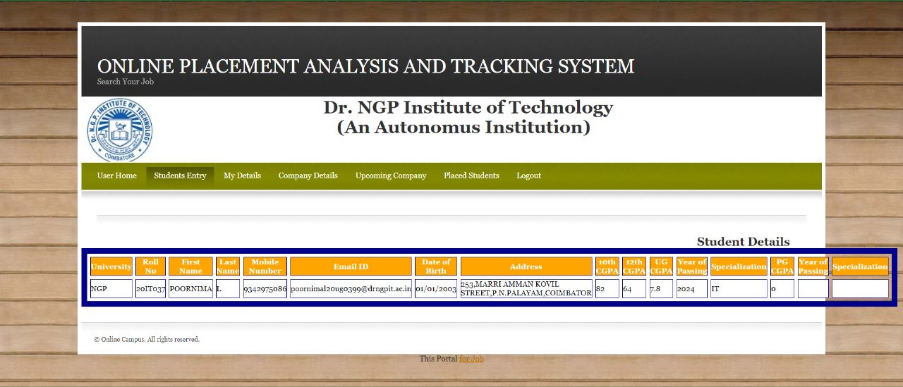 ONLINE PLACEMENT ANALYSIS AND TRACKING SYSTEM
Search Your Job
Dr. NGP Institute of Technology
(An Autonomus Institution)
Dr. N.G.P. INSTITUTE OF TECHNOLOGY
COIMBATORE
User Home Students Entry My Details Company Details Upcoming Company Placed Students Logout
Student Details
University Roll No First Name Last Name Mobile Number Email ID Date of Birth Address 10th CGPA 12th CGPA UG CGPA Year of Passing Specialization PG CGPA Year of Passing Specialization
NGP 20IT037 POORNIMA L 9342975086 poornimal20ug0399@drngpit.ac.in 01/01/2003 253,MARRI AMMAN KOVIL STREET,P.N.PALAYAM,COIMBATOR 82 64 7.8 2024 IT 0
© Online Campus. All rights reserved.
This Portal for Job